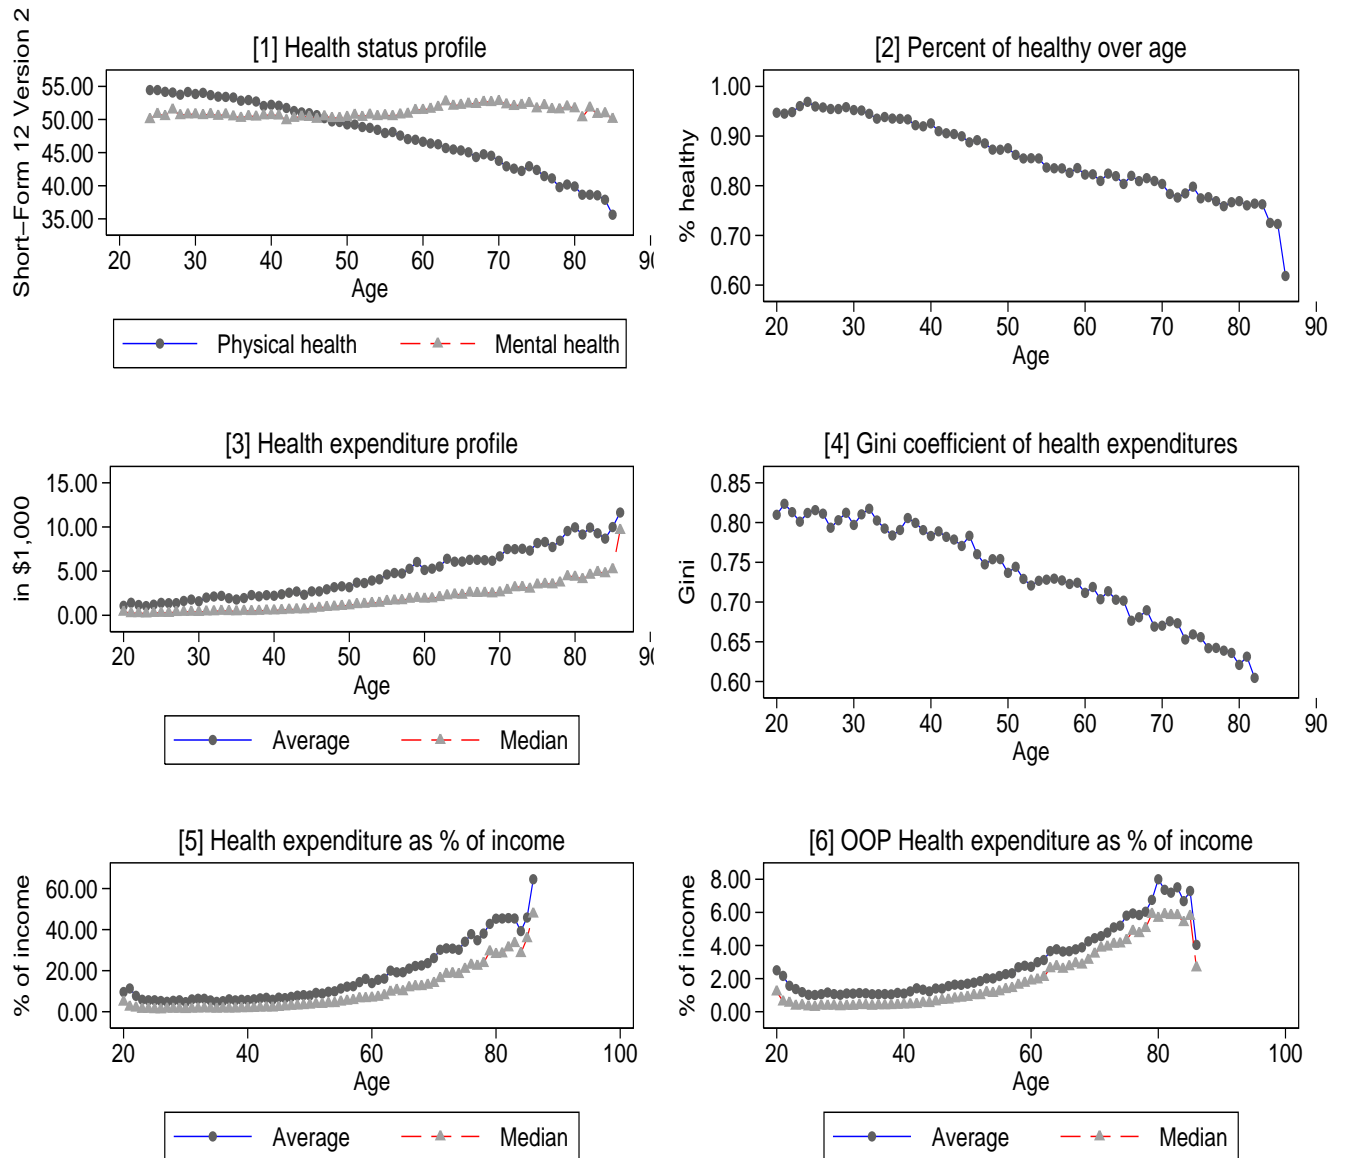 [1] Health status profile
Short–Form 12 Version 2
55.00
50.00
45.00
40.00
35.00
20 30 40 50 60 70 80 90
Age
Physical health Mental health
[2] Percent of healthy over age
% healthy
1.00
0.90
0.80
0.70
0.60
20 30 40 50 60 70 80 90
Age
[3] Health expenditure profile
in $1,000
15.00
10.00
5.00
0.00
20 30 40 50 60 70 80 90
Age
Average Median
[4] Gini coefficient of health expenditures
Gini
0.85
0.80
0.75
0.70
0.65
0.60
20 30 40 50 60 70 80 90
Age
[5] Health expenditure as % of income
% of income
60.00
40.00
20.00
0.00
20 40 60 80 100
Age
Average Median
[6] OOP Health expenditure as % of income
% of income
8.00
6.00
4.00
2.00
0.00
20 40 60 80 100
Age
Average Median